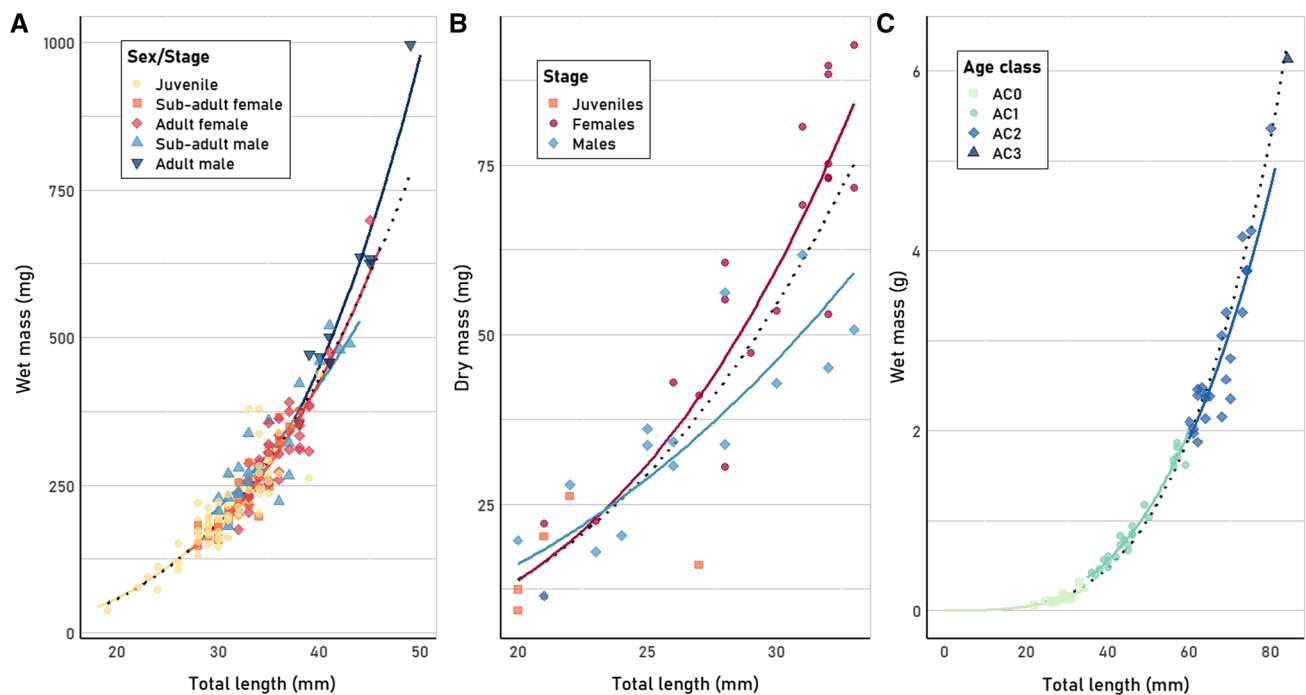 A
Wet mass (mg)
1000
750
500
250
0
20
30
40
50
Total length (mm)
Sex/Stage
Juvenile
Sub-adult female
Adult female
Sub-adult male
Adult male
B
Dry mass (mg)
75
50
25
20
25
30
Total length (mm)
Stage
Juveniles
Females
Males
C
Wet mass (g)
6
4
2
0
0
20
40
60
80
Total length (mm)
Age class
AC0
AC1
AC2
AC3